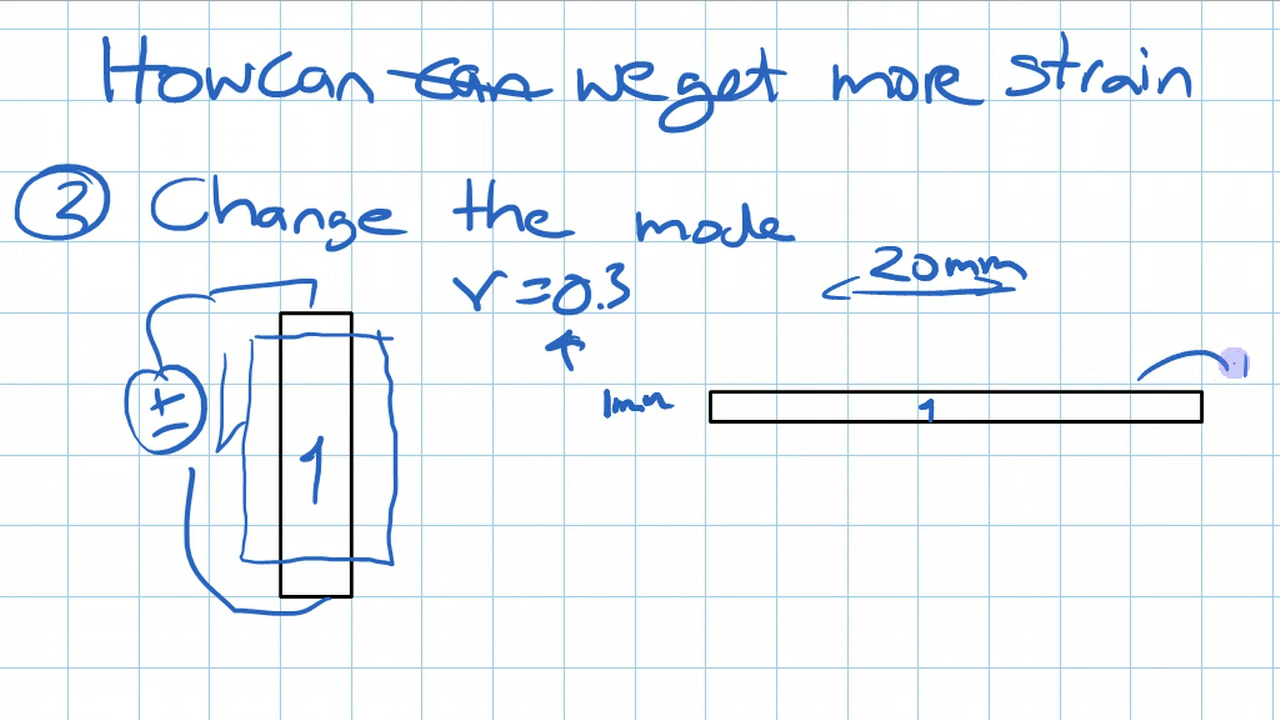 How can can we get more strain
3 Change the mode
ν = 0.3
20mm
1mm
1
1
±